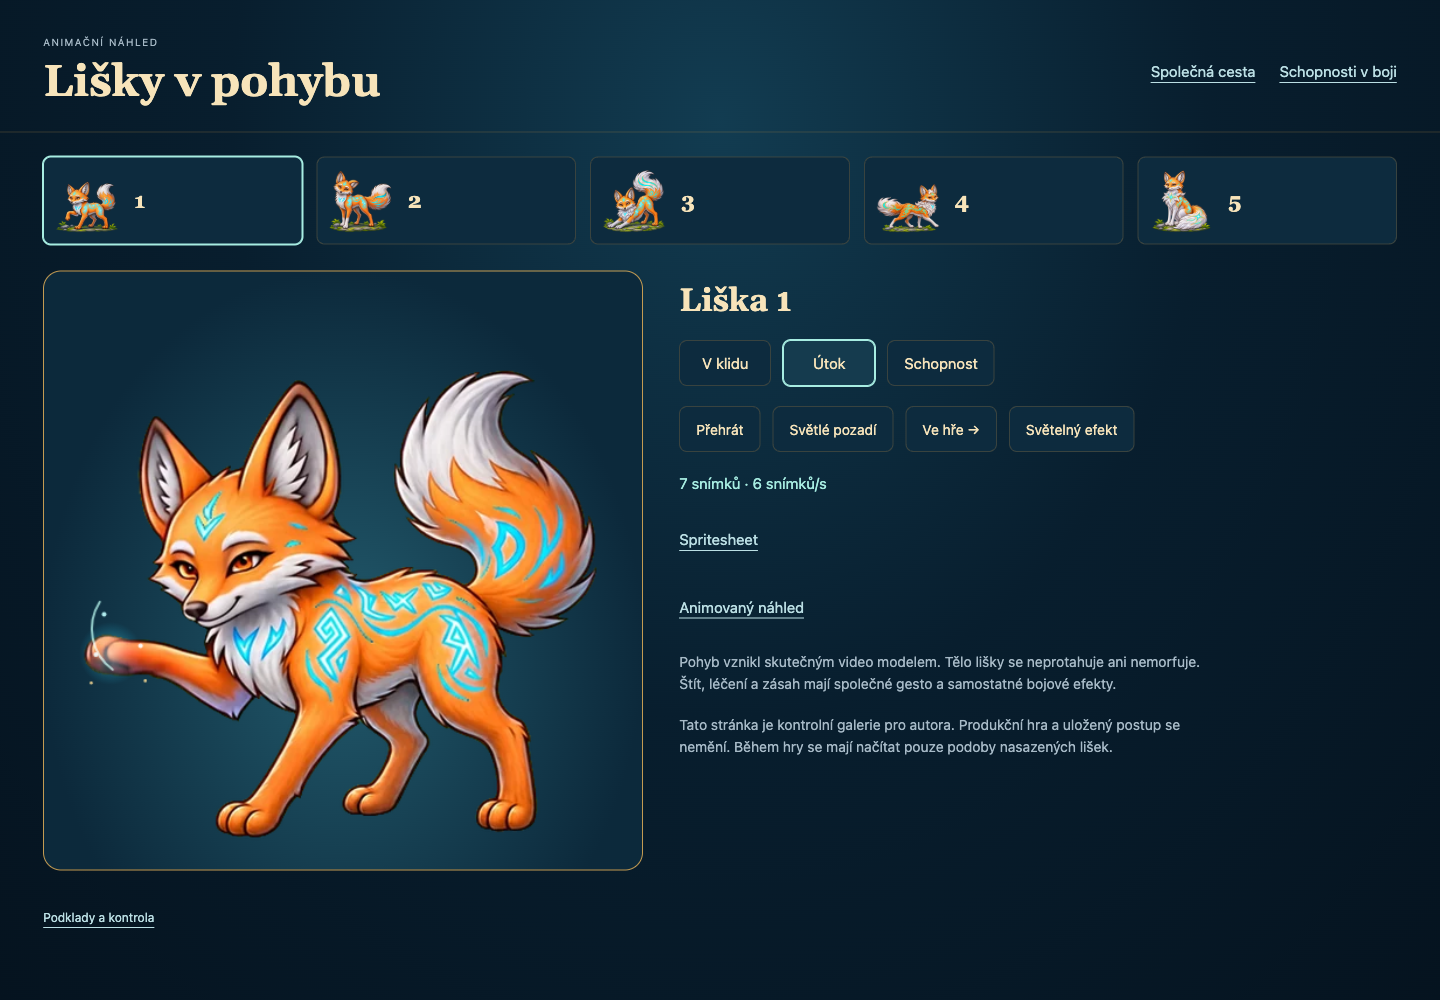 ANIMAČNÍ NÁHLED
Lišky v pohybu
Společná cesta
Schopnosti v boji
1
2
3
4
5
Liška 1
V klidu
Útok
Schopnost
Přehrát
Světlé pozadí
Ve hře →
Světelný efekt
7 snímků · 6 snímků/s
Spritesheet
Animovaný náhled
Pohyb vznikl skutečným video modelem. Tělo lišky se neprotahuje ani nemorfuje.
Štít, léčení a zásah mají společné gesto a samostatné bojové efekty.
Tato stránka je kontrolní galerie pro autora. Produkční hra a uložený postup se
nemění. Během hry se mají načítat pouze podoby nasazených lišek.
Podklady a kontrola